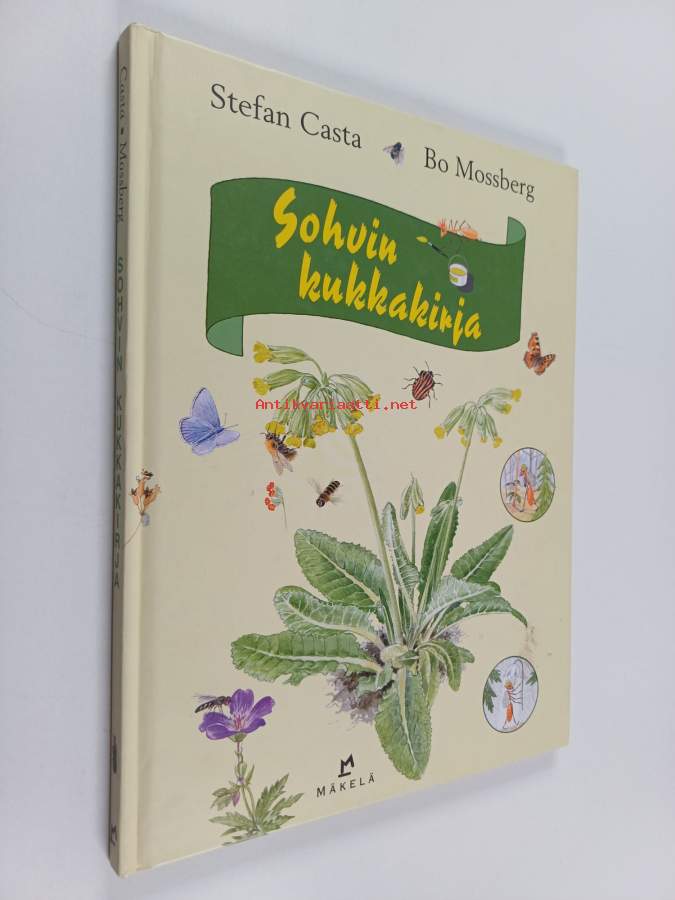 Stefan Casta
Bo Mossberg
Sohvin
kukkakirja
Antikvariaatti.net
MÄKELÄ
Casta • Mossberg SOHVIN KUKKAKIRJA